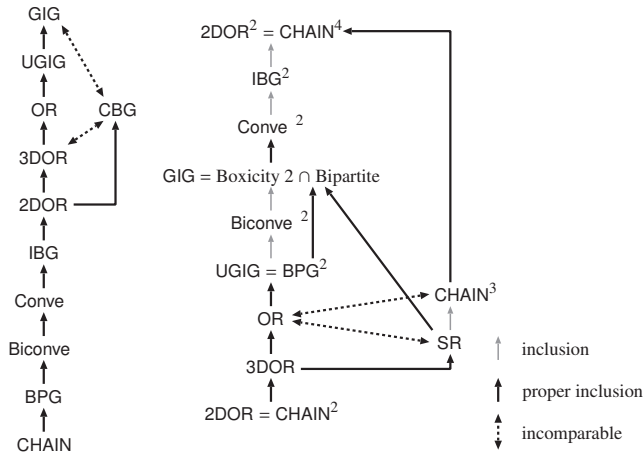 GIG
UGIG
OR
CBG
3DOR
2DOR
IBG
Conve
Biconve
BPG
CHAIN
2DOR² = CHAIN⁴
IBG²
Conve ²
GIG = Boxicity 2 ∩ Bipartite
Biconve ²
UGIG = BPG²
CHAIN³
OR
SR
3DOR
2DOR = CHAIN²
inclusion
proper inclusion
incomparable